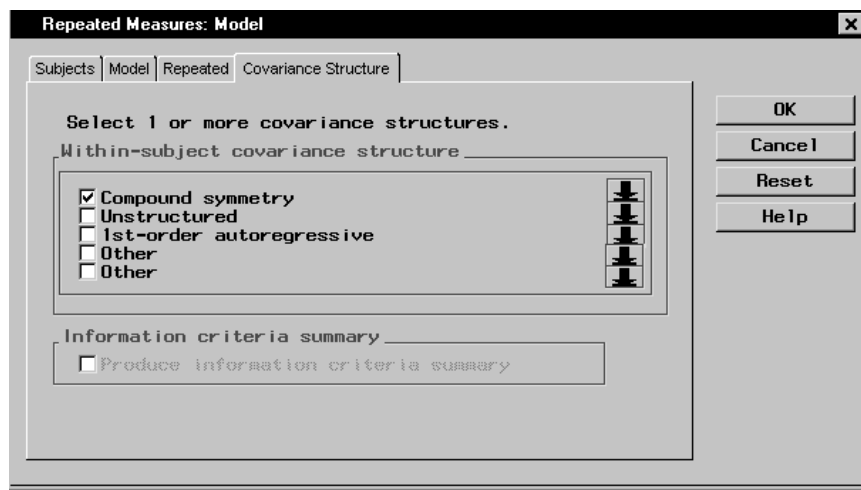 Repeated Measures: Model
Subjects Model Repeated Covariance Structure
Select 1 or more covariance structures.
Within-subject covariance structure
Compound symmetry
Unstructured
1st-order autoregressive
Other
Other
Information criteria summary
Produce information criteria summary
OK
Cancel
Reset
Help